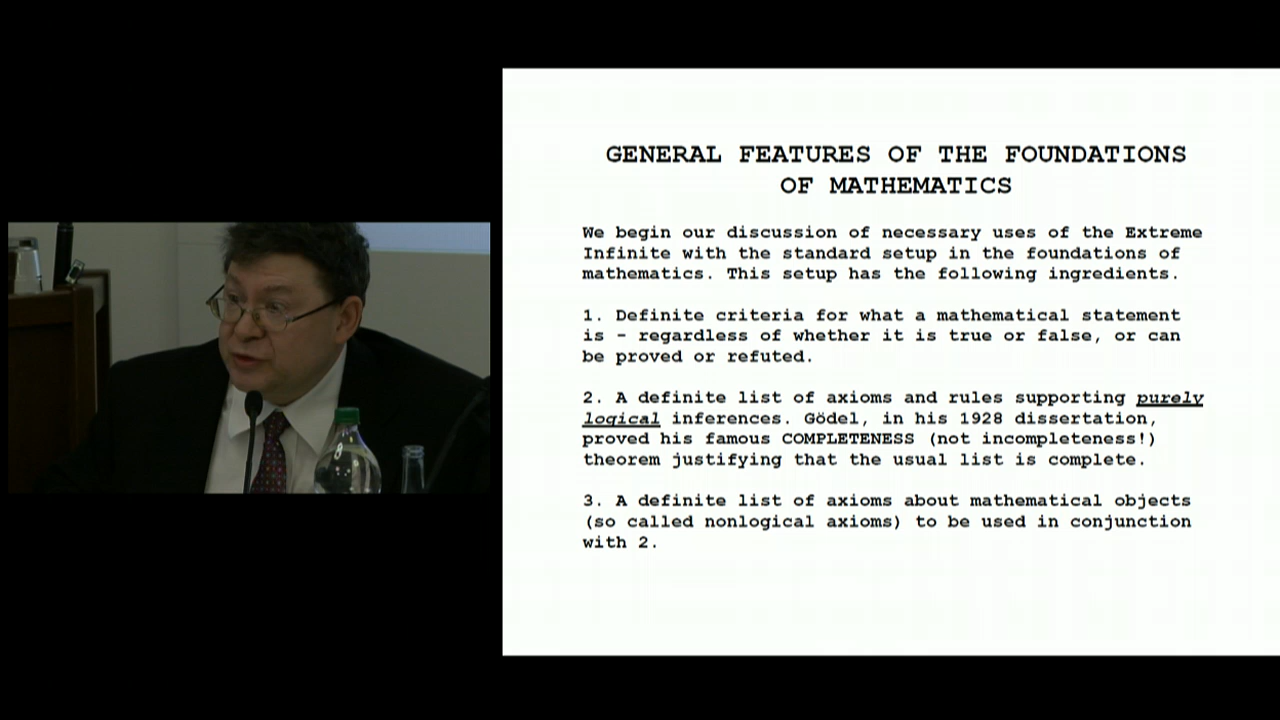 GENERAL FEATURES OF THE FOUNDATIONS
OF MATHEMATICS
We begin our discussion of necessary uses of the Extreme
Infinite with the standard setup in the foundations of
mathematics. This setup has the following ingredients.
1. Definite criteria for what a mathematical statement
is - regardless of whether it is true or false, or can
be proved or refuted.
2. A definite list of axioms and rules supporting purely
logical inferences. Gödel, in his 1928 dissertation,
proved his famous COMPLETENESS (not incompleteness!)
theorem justifying that the usual list is complete.
3. A definite list of axioms about mathematical objects
(so called nonlogical axioms) to be used in conjunction
with 2.